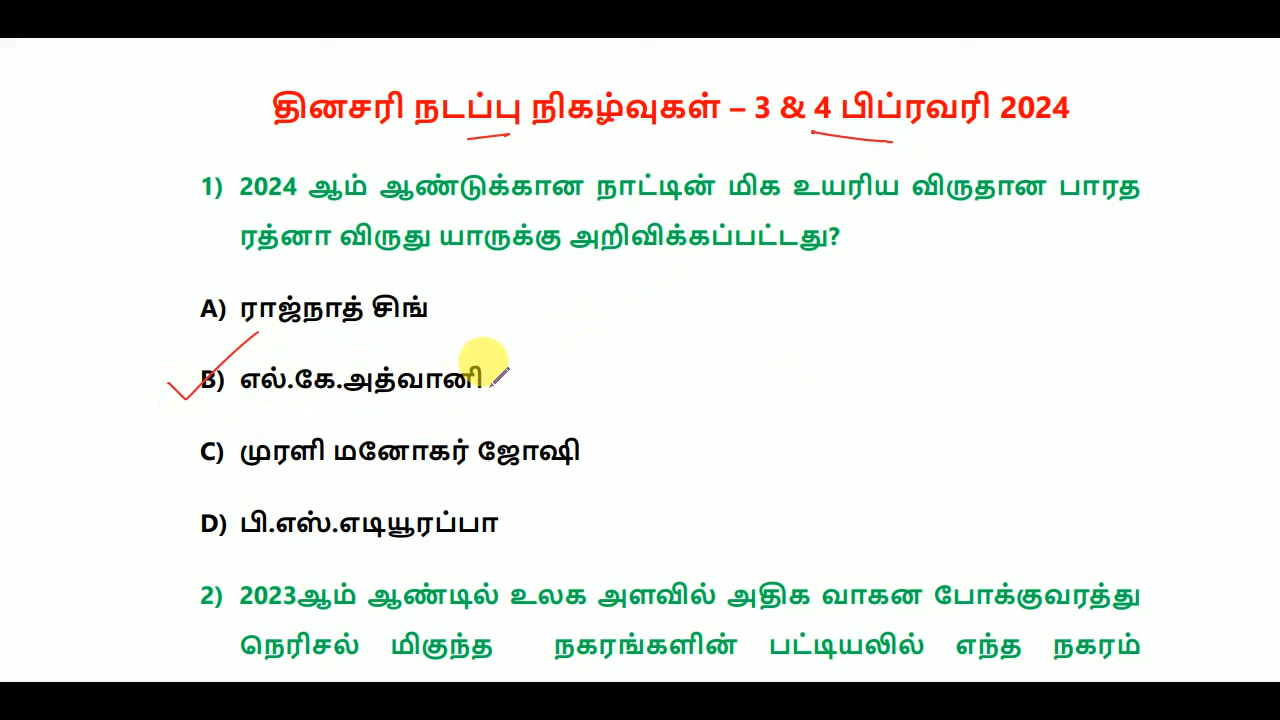 தினசரி நடப்பு நிகழ்வுகள் – 3 & 4 பிப்ரவரி 2024
1) 2024 ஆம் ஆண்டுக்கான நாட்டின் மிக உயரிய விருதான பாரத
ரத்னா விருது யாருக்கு அறிவிக்கப்பட்டது?
A) ராஜ்நாத் சிங்
B) எல்.கே.அத்வானி
C) முரளி மனோகர் ஜோஷி
D) பி.எஸ்.எடியூரப்பா
2) 2023ஆம் ஆண்டில் உலக அளவில் அதிக வாகன போக்குவரத்து
நெரிசல் மிகுந்த நகரங்களின் பட்டியலில் எந்த நகரம்